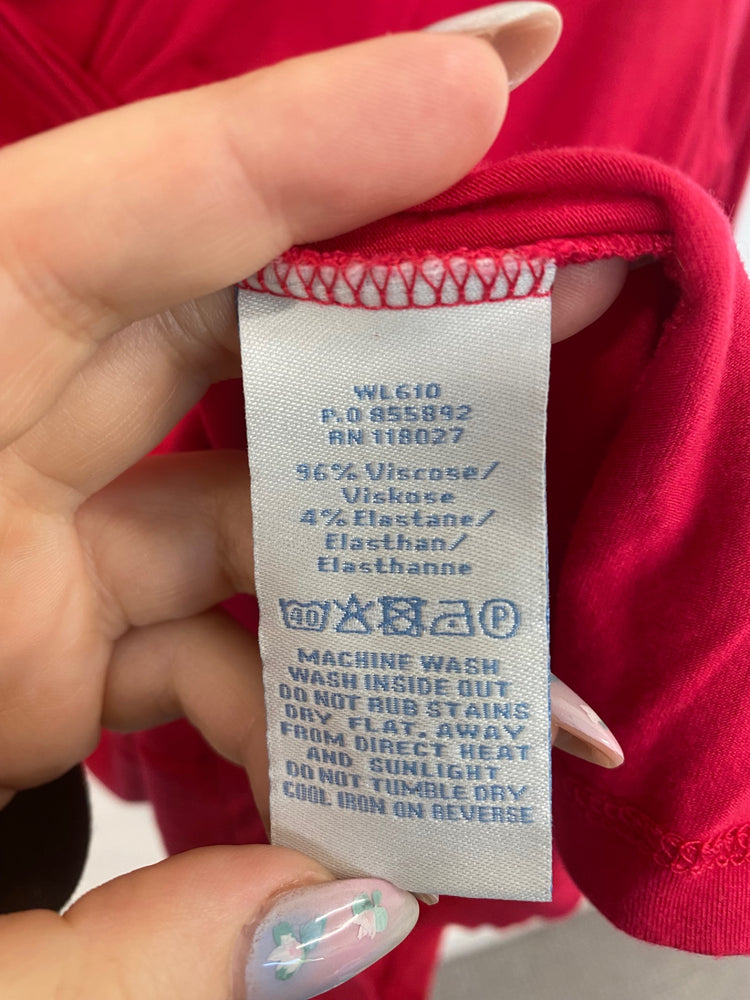 WL610
P.O 855892
RN 118027
96% Viscose/
Viskose
4% Elastane/
Elasthan/
Elasthanne
40 P
MACHINE WASH
WASH INSIDE OUT
DO NOT RUB STAINS
DRY FLAT. AWAY
FROM DIRECT HEAT
AND SUNLIGHT
DO NOT TUMBLE DRY
COOL IRON ON REVERSE